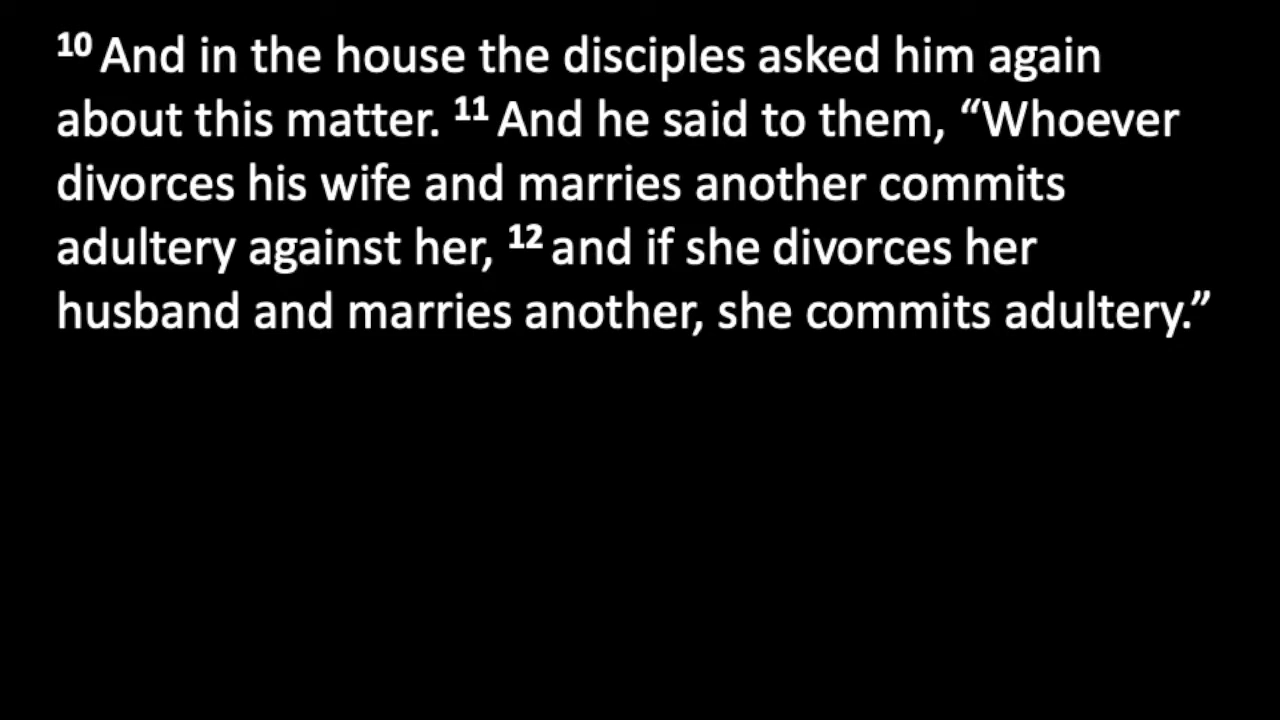 10 And in the house the disciples asked him again
about this matter. 11 And he said to them, “Whoever
divorces his wife and marries another commits
adultery against her, 12 and if she divorces her
husband and marries another, she commits adultery.”